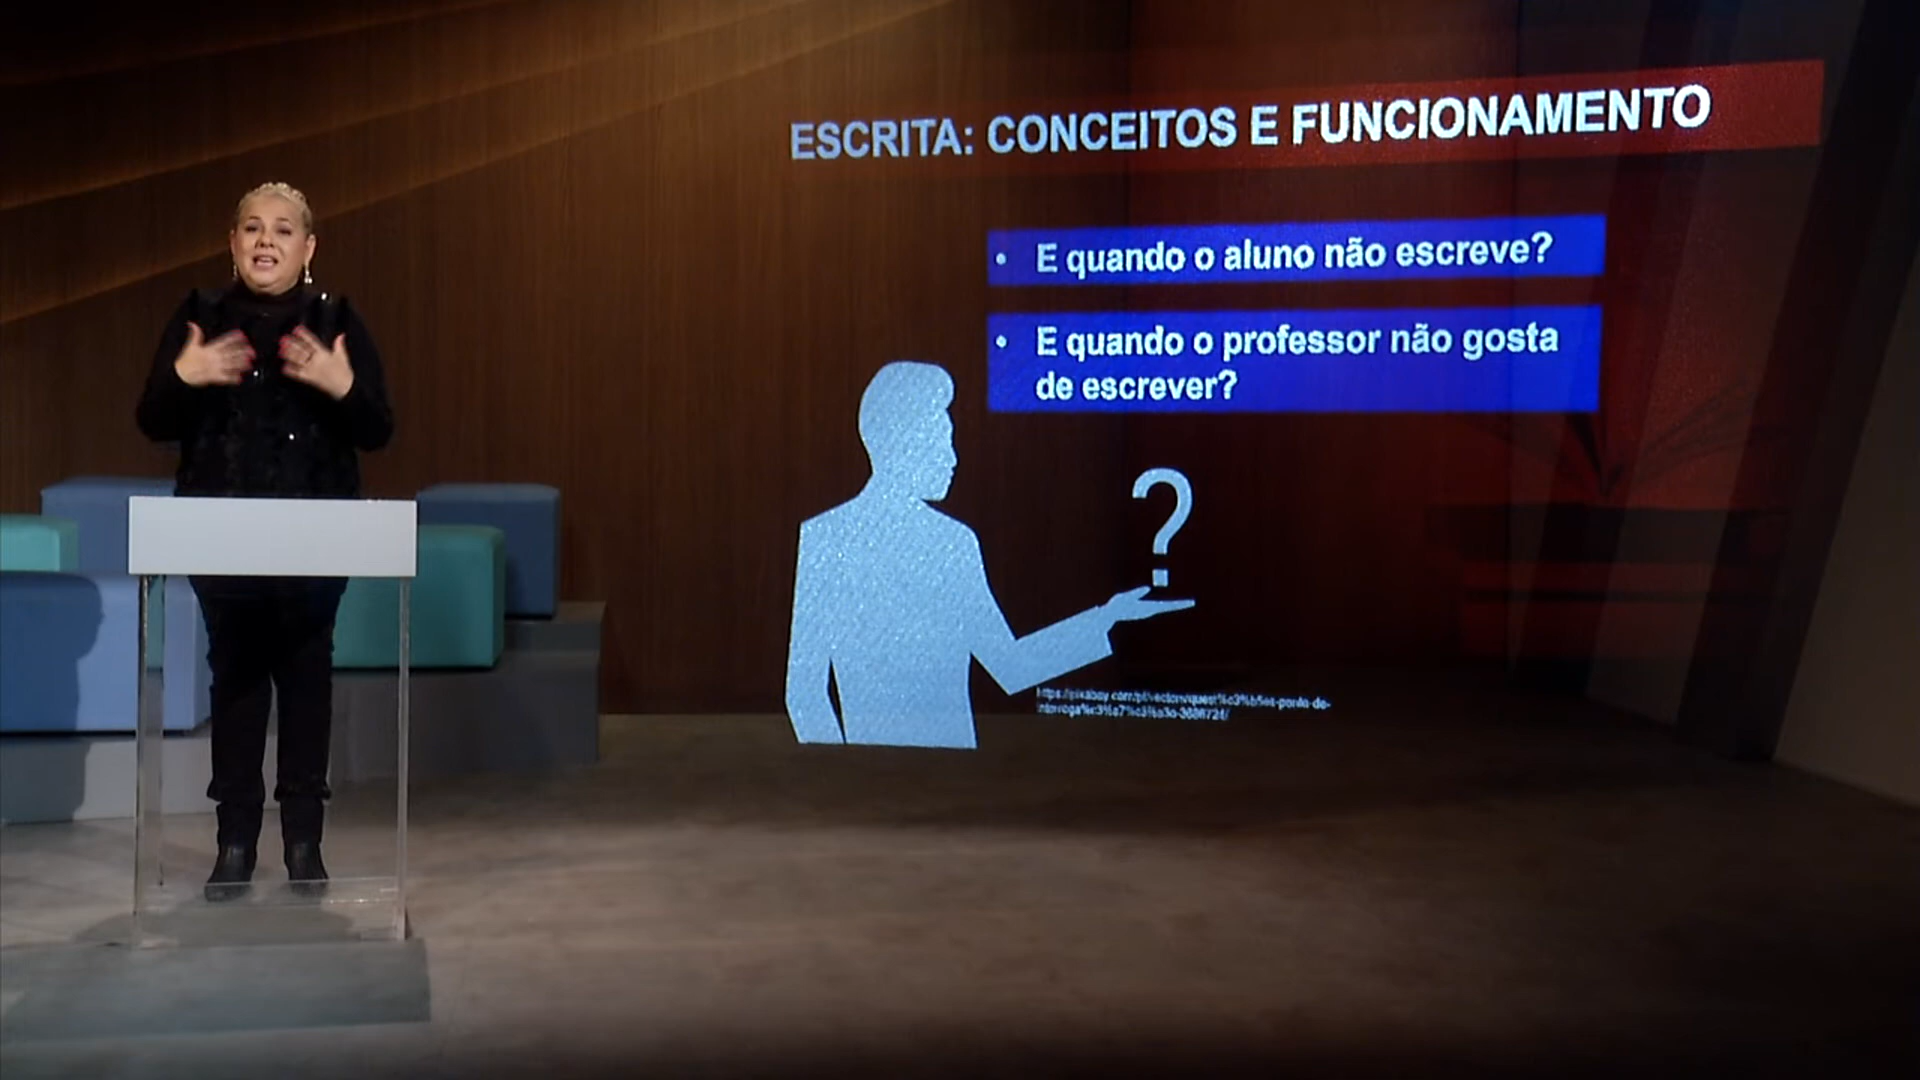 ESCRITA: CONCEITOS E FUNCIONAMENTO
• E quando o aluno não escreve?
• E quando o professor não gosta
de escrever?
?